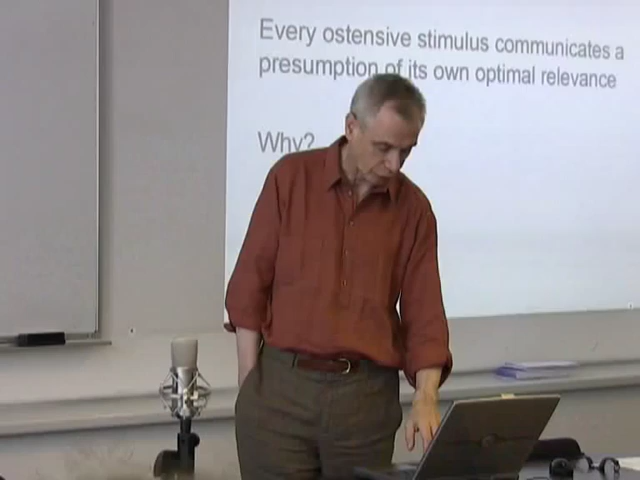 Every ostensive stimulus communicates a
presumption of its own optimal relevance
Why?